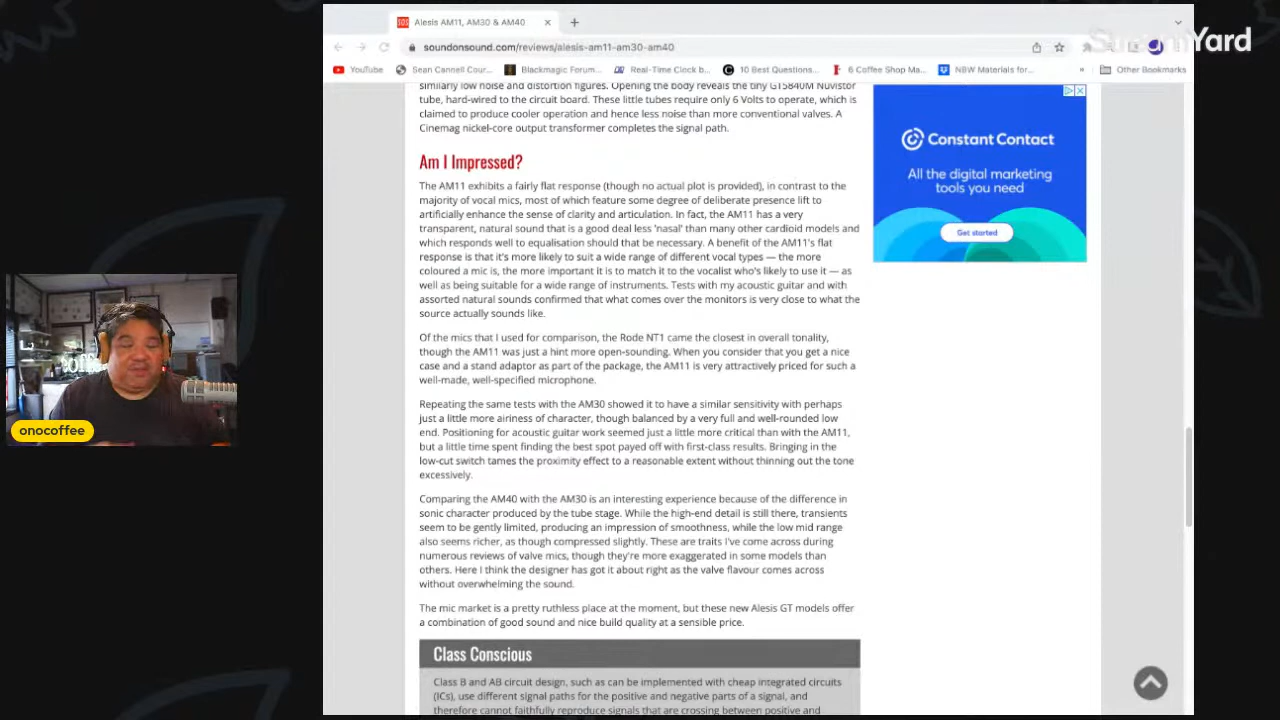 Alesis AM11, AM30 & AM40
StreamYard
soundonsound.com/reviews/alesis-am11-am30-am40
YouTube
Sean Cannell Cour...
Blackmagic Forum...
Real-Time Clock b...
10 Best Questions...
6 Coffee Shop Ma...
NBW Materials for...
Other Bookmarks
similarly low noise and distortion figures. Opening the body reveals the tiny GT5840M Nuvistor
tube, hard-wired to the circuit board. These little tubes require only 6 Volts to operate, which is
claimed to produce cooler operation and hence less noise than more conventional valves. A
Cinemag nickel-core output transformer completes the signal path.
Am I Impressed?
The AM11 exhibits a fairly flat response (though no actual plot is provided), in contrast to the
majority of vocal mics, most of which feature some degree of deliberate presence lift to
artificially enhance the sense of clarity and articulation. In fact, the AM11 has a very
transparent, natural sound that is a good deal less 'nasal' than many other cardioid models and
which responds well to equalisation should that be necessary. A benefit of the AM11's flat
response is that it's more likely to suit a wide range of different vocal types — the more
coloured a mic is, the more important it is to match it to the vocalist who's likely to use it — as
well as being suitable for a wide range of instruments. Tests with my acoustic guitar and with
assorted natural sounds confirmed that what comes over the monitors is very close to what the
source actually sounds like.
Of the mics that I used for comparison, the Rode NT1 came the closest in overall tonality,
though the AM11 was just a hint more open-sounding. When you consider that you get a nice
case and a stand adaptor as part of the package, the AM11 is very attractively priced for such a
well-made, well-specified microphone.
Repeating the same tests with the AM30 showed it to have a similar sensitivity with perhaps
just a little more airiness of character, though balanced by a very full and well-rounded low
end. Positioning for acoustic guitar work seemed just a little more critical than with the AM11,
but a little time spent finding the best spot payed off with first-class results. Bringing in the
low-cut switch tames the proximity effect to a reasonable extent without thinning out the tone
excessively.
Comparing the AM40 with the AM30 is an interesting experience because of the difference in
sonic character produced by the tube stage. While the high-end detail is still there, transients
seem to be gently limited, producing an impression of smoothness, while the low mid range
also seems richer, as though compressed slightly. These are traits I've come across during
numerous reviews of valve mics, though they're more exaggerated in some models than
others. Here I think the designer has got it about right as the valve flavour comes across
without overwhelming the sound.
The mic market is a pretty ruthless place at the moment, but these new Alesis GT models offer
a combination of good sound and nice build quality at a sensible price.
Class Conscious
Class B and AB circuit design, such as can be implemented with cheap integrated circuits
(ICs), use different signal paths for the positive and negative parts of a signal, and
therefore cannot faithfully reproduce signals that are crossing between positive and
Constant Contact
All the digital marketing
tools you need
Get started
onocoffee